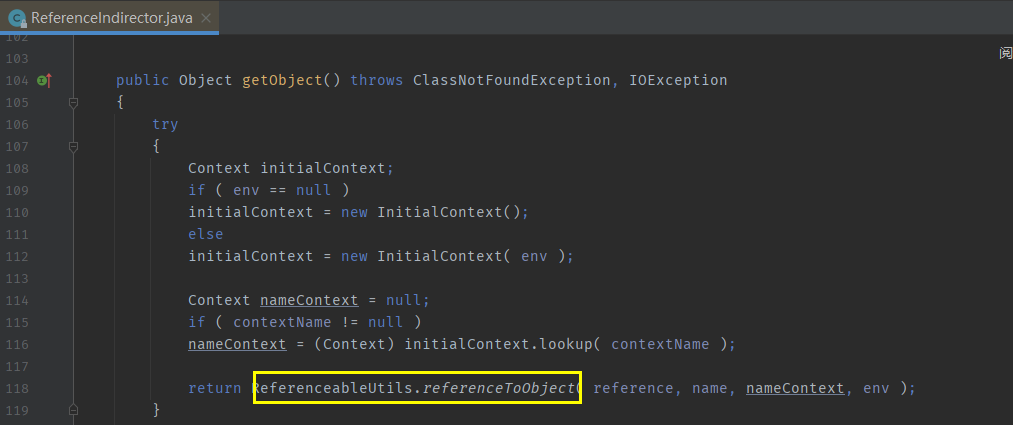 ReferenceIndirector.java
102
103
阅
104 public Object getObject() throws ClassNotFoundException, IOException
105 {
106 try
107 {
108 Context initialContext;
109 if ( env == null )
110 initialContext = new InitialContext();
111 else
112 initialContext = new InitialContext( env );
113
114 Context nameContext = null;
115 if ( contextName != null )
116 nameContext = (Context) initialContext.lookup( contextName );
117
118 return ReferenceableUtils.referenceToObject( reference, name, nameContext, env );
119 }